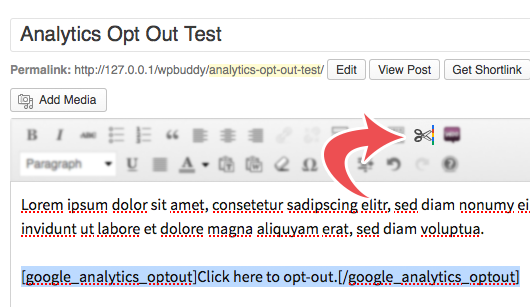 Analytics Opt Out Test
Permalink: http://127.0.0.1/wpbuddy/analytics-opt-out-test/ Edit View Post Get Shortlink
Add Media
B I ABC
Paragraph U A Ω
Lorem ipsum dolor sit amet, consetetur sadipscing elitr, sed diam nonumy ei
invidunt ut labore et dolore magna aliquyam erat, sed diam voluptua.
[google_analytics_optout]Click here to opt-out.[/google_analytics_optout]